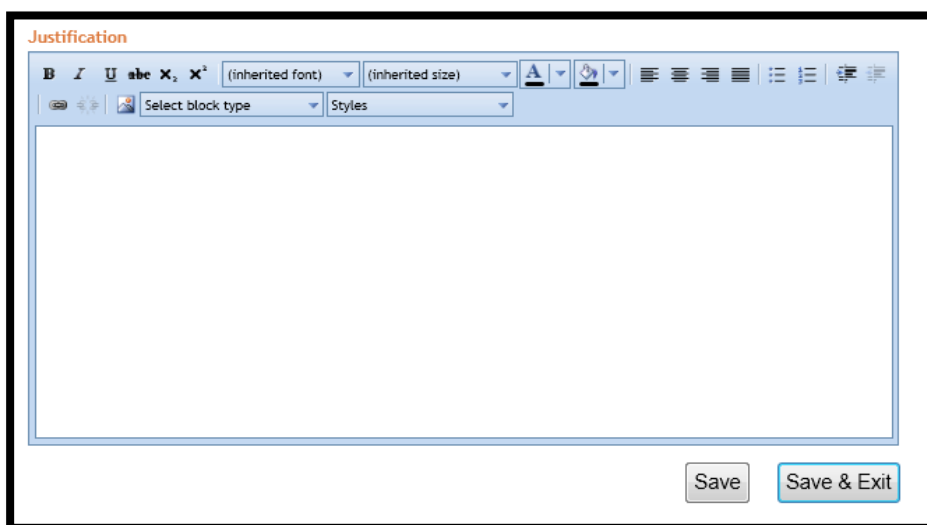 Justification
B I U abc X₂ X² (inherited font) (inherited size) A
Select block type Styles
Save Save & Exit